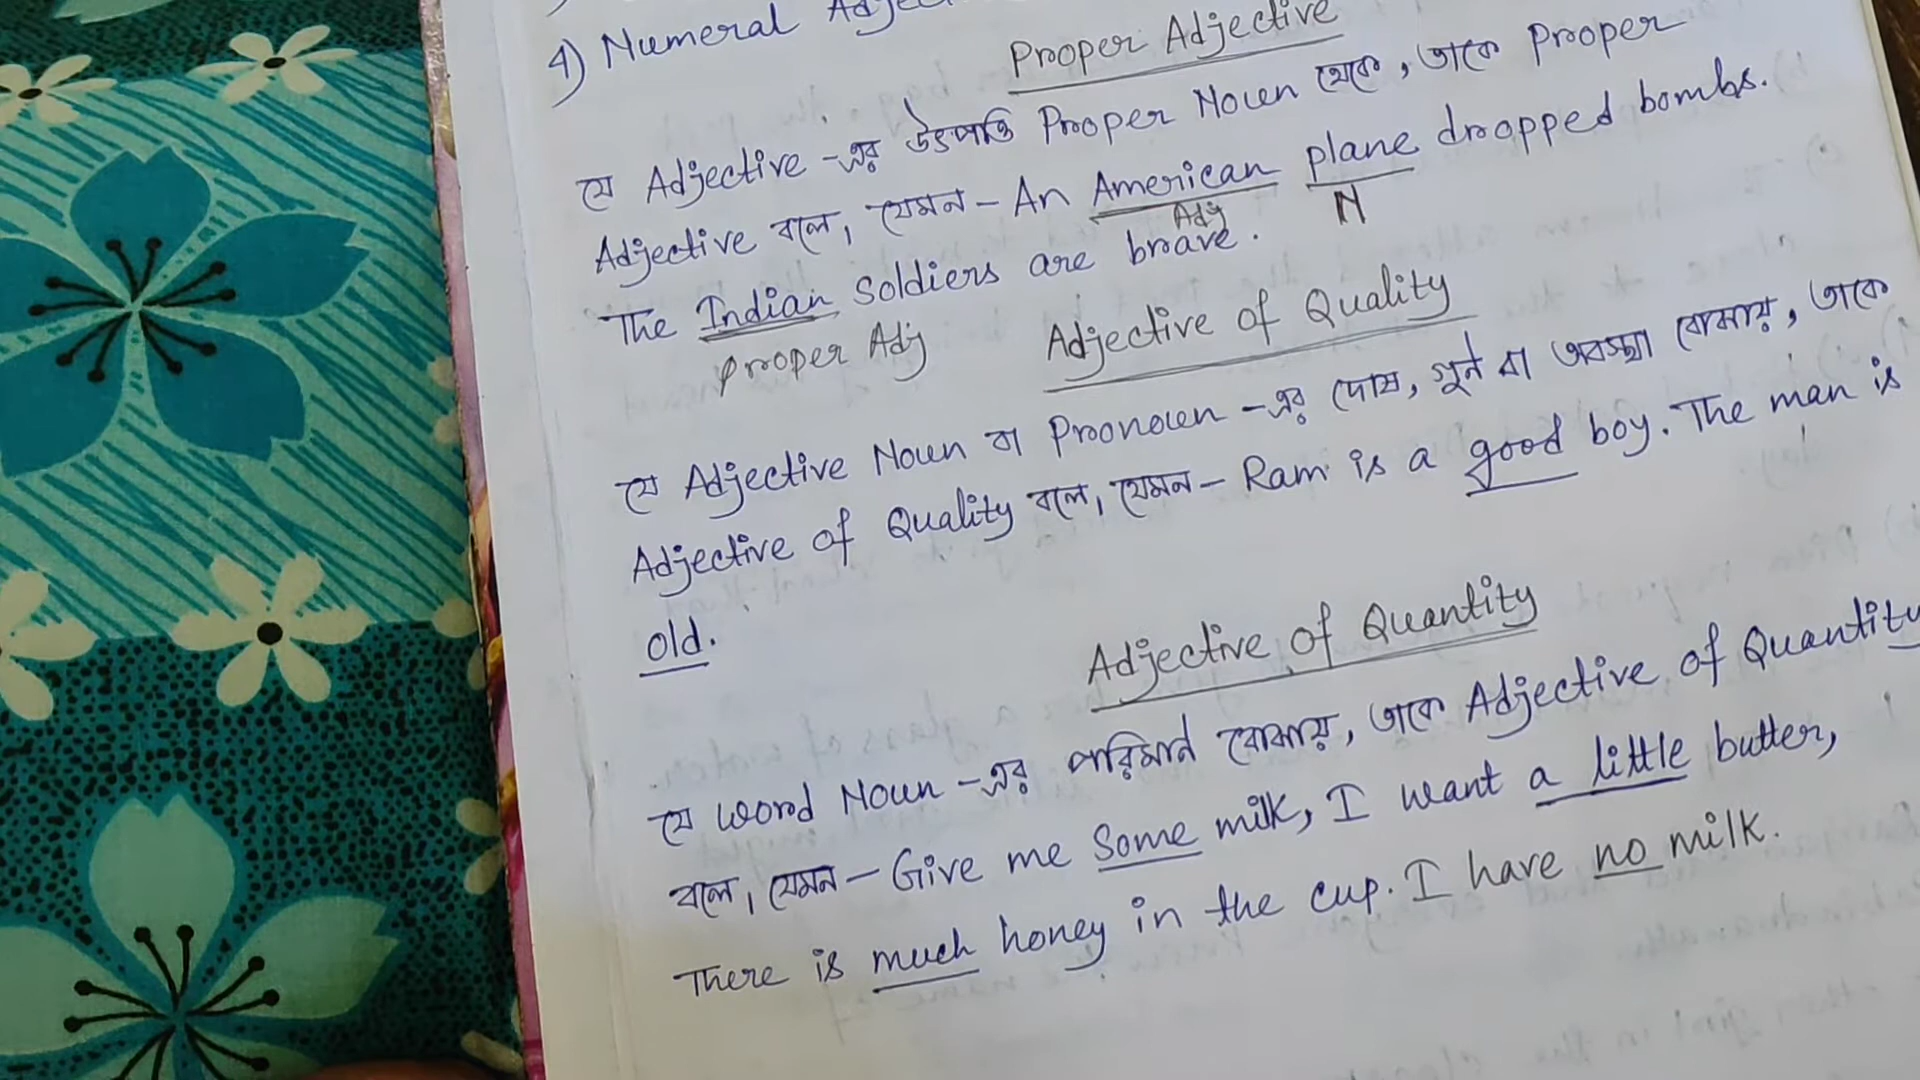 4) Numeral
Proper Adjective
যে Adjective -এর উৎপত্তি Proper Noun থেকে, তাকে Proper
Adjective বলে, যেমন- An American plane dropped bombs.
Adj N
The Indian Soldiers are brave.
proper Adj
Adjective of Quality
যে Adjective Noun বা Pronoun -এর দোষ, গুর্ন বা অবস্থা বোঝায়, তাকে
Adjective of Quality বলে, যেমন- Ram is a good boy. The man is
old.
Adjective of Quantity
যে word Noun -এর পরিমার্ন বোঝায়, তাকে Adjective of Quantity
বলে, যেমন- Give me Some milk, I want a little butter,
There is much honey in the cup. I have no milk.